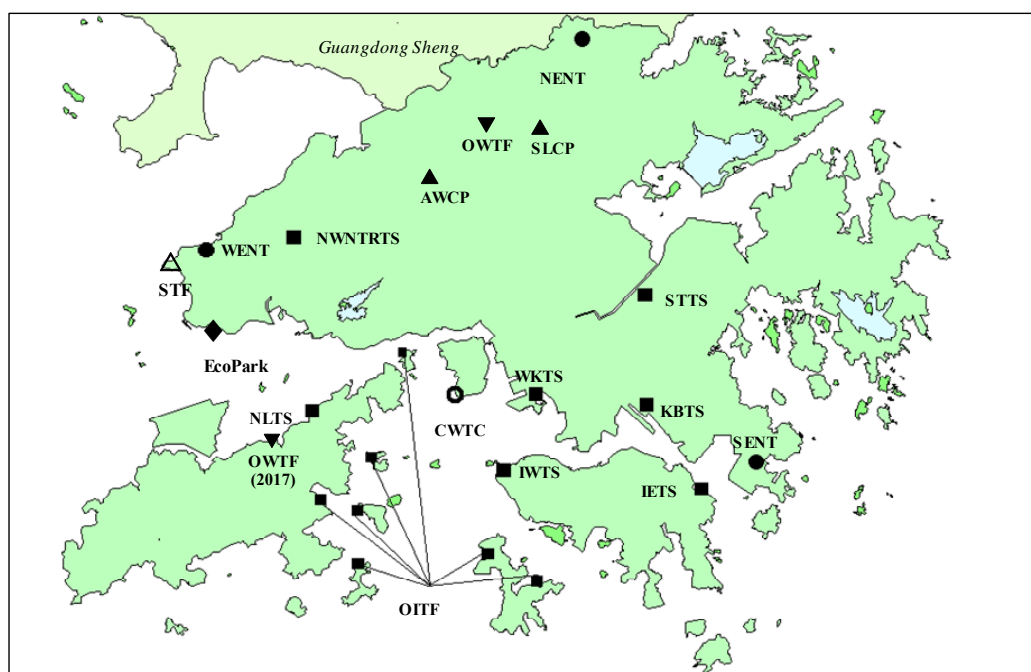 Guangdong Sheng
NENT
OWTF
SLCP
AWCP
NWNTRTS
WENT
STF
STTS
EcoPark
WKTS
NLTS
CWTC
KBTS
SENT
OWTF
(2017)
IWTS
IETS
OITF